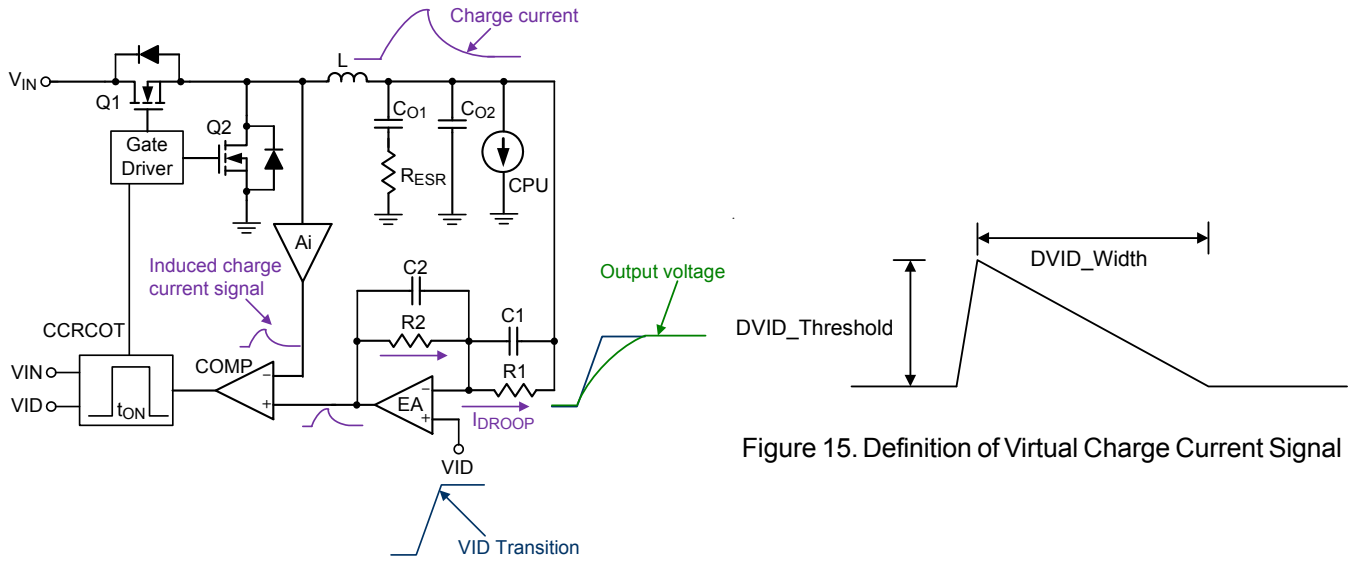 Charge current
L
VIN
Q1
CO1
CO2
Q2
Gate
Driver
RESR
CPU
Ai
Induced charge
current signal
C2
Output voltage
DVID_Width
DVID_Threshold
CCRCOT
R2
C1
COMP
R1
VIN
VID
tON
−
+
EA
−
+
IDROOP
VID
Figure 15. Definition of Virtual Charge Current Signal
VID Transition